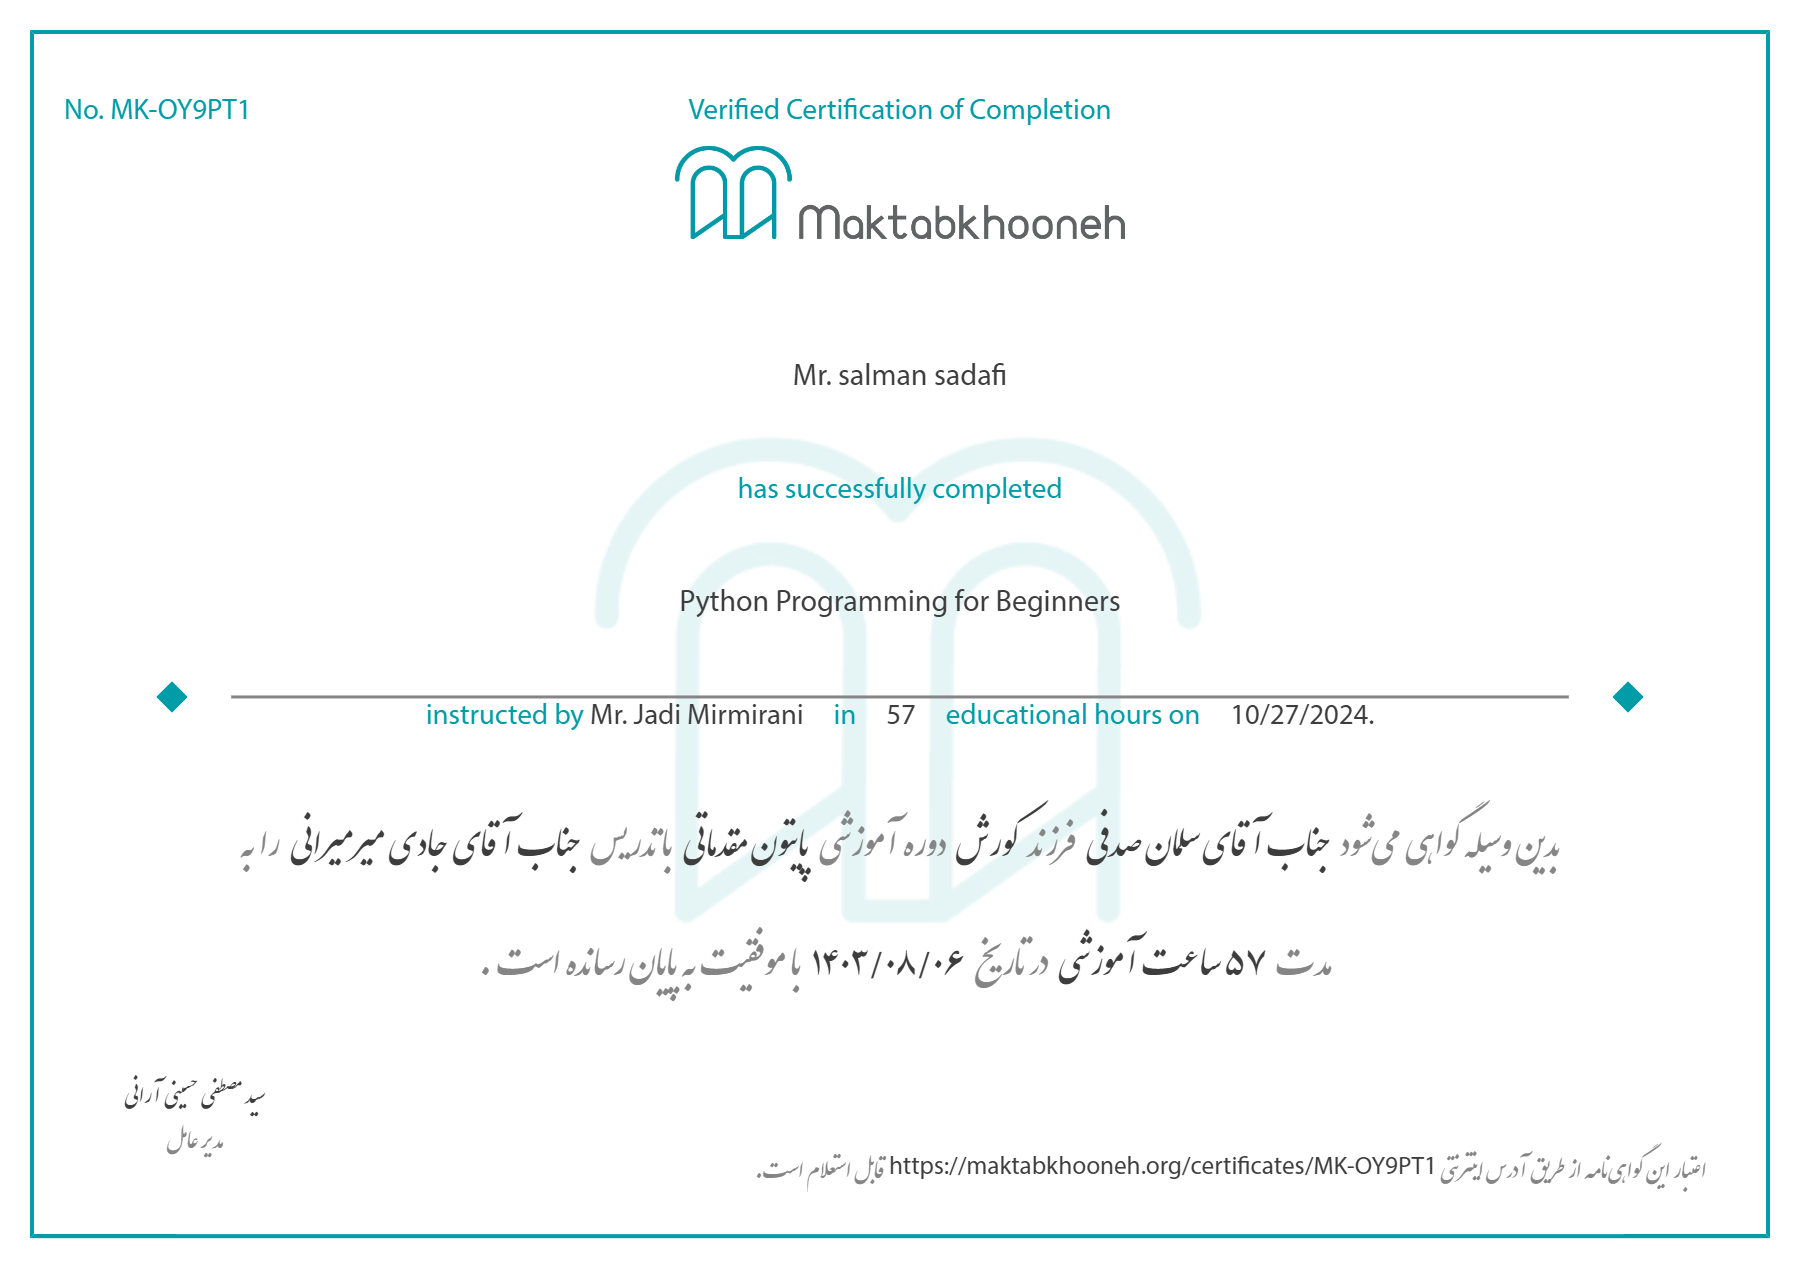 No. MK-OY9PT1
Verified Certification of Completion
Maktabkhooneh
Mr. salman sadafi
has successfully completed
Python Programming for Beginners
instructed by Mr. Jadi Mirmirani in 57 educational hours on 10/27/2024.
بدین وسیله گواهی می‌شود جناب آقای سلمان صدفی فرزند کورش دوره آموزشی پایتون مقدماتی با تدریس جناب آقای جادی میرمیرانی را به
مدت ۵۷ ساعت آموزشی در تاریخ ۱۴۰۳/۰۸/۰۶ با موفقیت به پایان رسانده است .
سید مصطفی حسینی آرانی
مدیر عامل
اعتبار این گواهی‌نامه از طریق آدرس اینترنتی https://maktabkhooneh.org/certificates/MK-OY9PT1 قابل استعلام است.